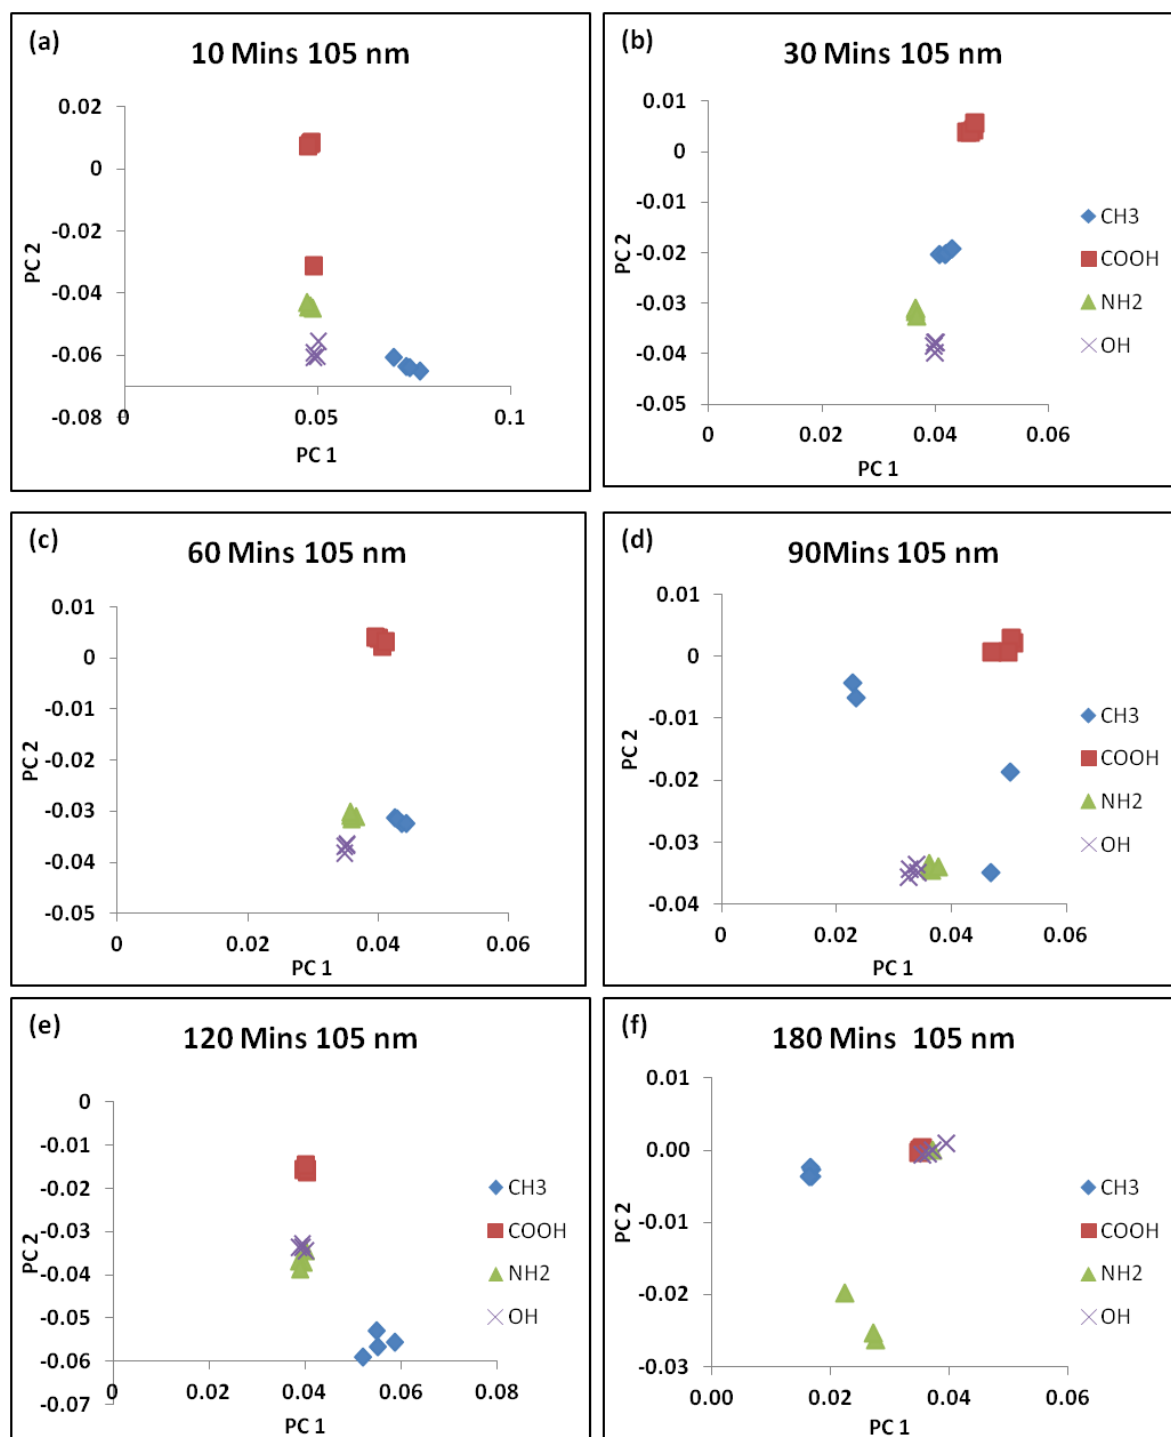 (a)
10 Mins 105 nm
0.02
0
-0.02
-0.04
-0.06
-0.08
0
0.05
0.1
PC 2
PC 1
(b)
30 Mins 105 nm
0.01
0
-0.01
-0.02
-0.03
-0.04
-0.05
0
0.02
0.04
0.06
PC 2
PC 1
CH3
COOH
NH2
OH
(c)
60 Mins 105 nm
0.01
0
-0.01
-0.02
-0.03
-0.04
-0.05
0
0.02
0.04
0.06
PC 2
PC 1
(d)
90Mins 105 nm
0.01
0
-0.01
-0.02
-0.03
-0.04
0
0.02
0.04
0.06
PC 2
PC 1
CH3
COOH
NH2
OH
(e)
120 Mins 105 nm
0
-0.01
-0.02
-0.03
-0.04
-0.05
-0.06
-0.07
0
0.02
0.04
0.06
0.08
PC 2
PC 1
CH3
COOH
NH2
OH
(f)
180 Mins 105 nm
0.01
0.00
-0.01
-0.02
-0.03
0.00
0.02
0.04
0.06
PC 2
PC 1
CH3
COOH
NH2
OH